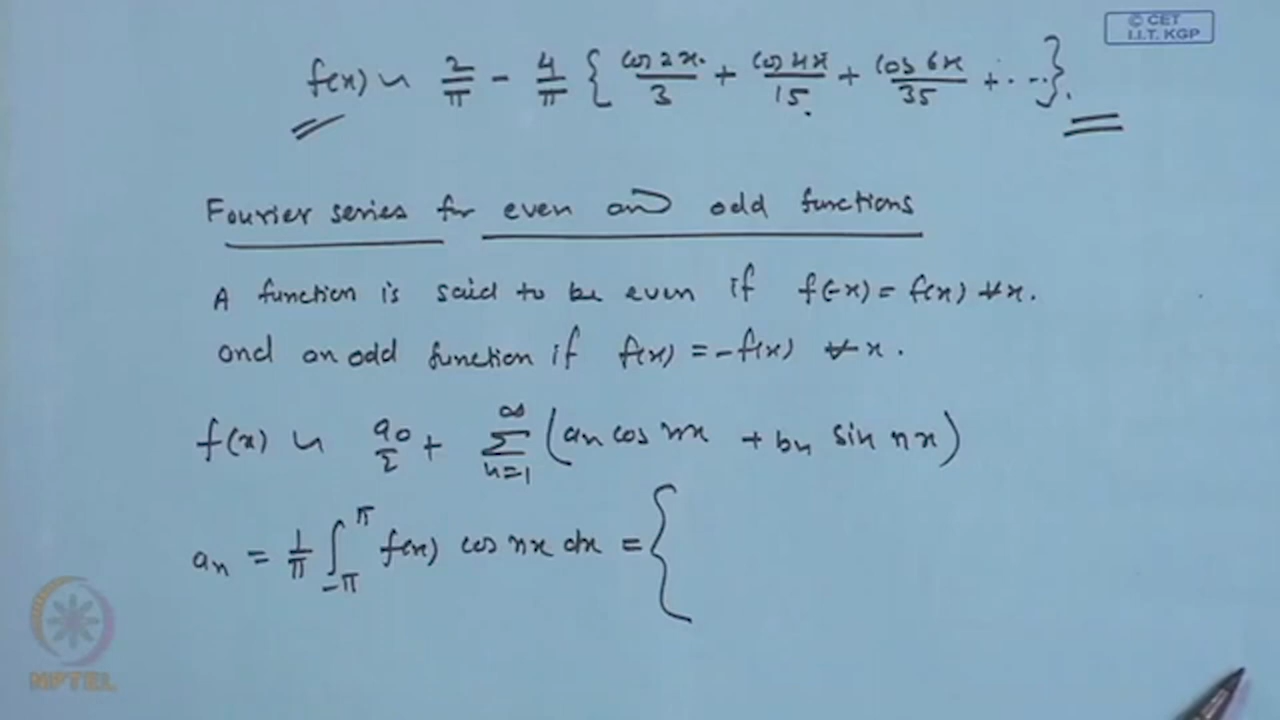 © CET
I.I.T. KGP
f(x) ~ 2/π - 4/π { cos 2x/3 + cos 4x/15 + cos 6x/35 + ... }.
Fourier series for even and odd functions
A function is said to be even if f(-x) = f(x) ∀x.
and an odd function if f(x) = -f(x) ∀ x.
f(x) ~ a0/2 + ∑_{n=1}^{∞} (an cos nx + bn sin nx)
an = 1/π ∫_{-π}^{π} f(x) cos nx dx = {
NPTEL